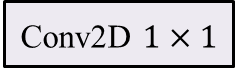 Conv2D 1 × 1